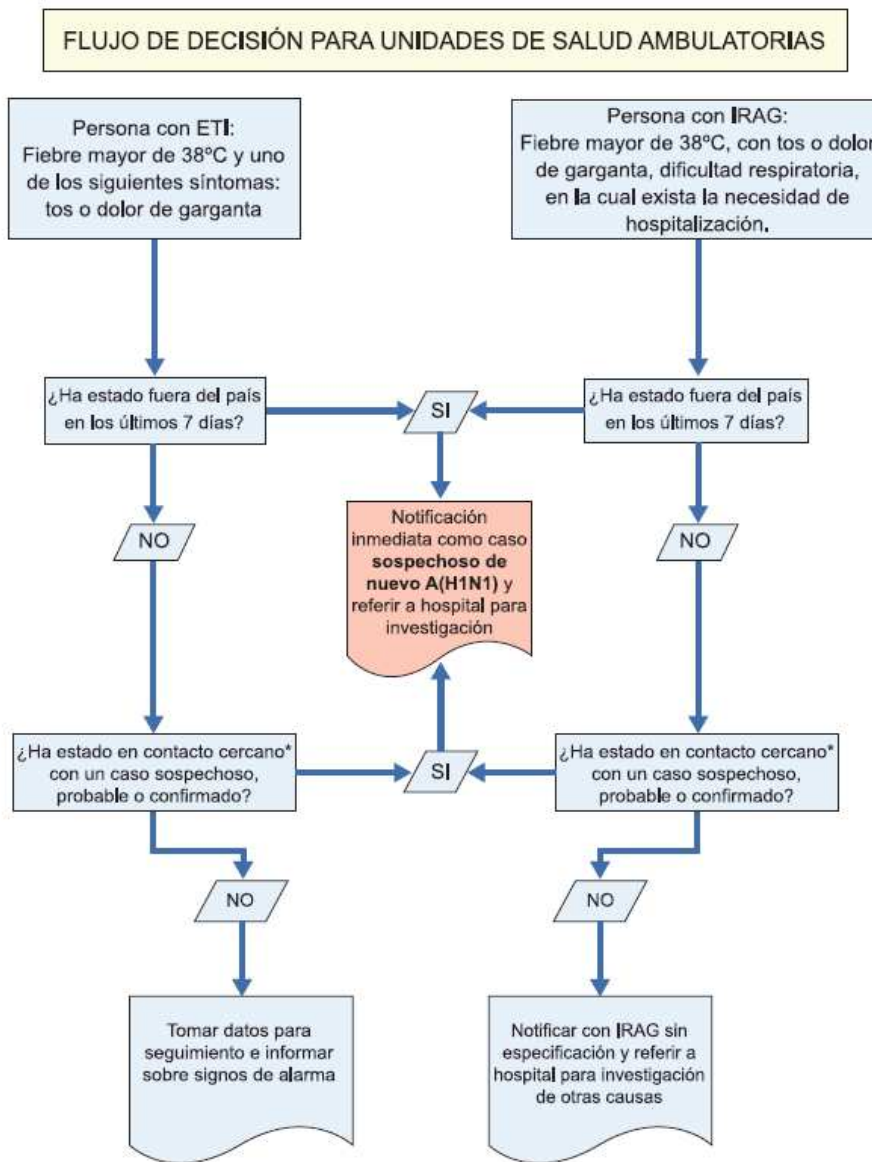 FLUJO DE DECISIÓN PARA UNIDADES DE SALUD AMBULATORIAS
Persona con ETI:
Fiebre mayor de 38ºC y uno
de los siguientes síntomas:
tos o dolor de garganta
Persona con IRAG:
Fiebre mayor de 38ºC, con tos o dolor
de garganta, dificultad respiratoria,
en la cual exista la necesidad de
hospitalización.
¿Ha estado fuera del país
en los últimos 7 días?
SI
¿Ha estado fuera del país
en los últimos 7 días?
NO
Notificación
inmediata como caso
sospechoso de
nuevo A(H1N1) y
referir a hospital para
investigación
NO
¿Ha estado en contacto cercano*
con un caso sospechoso,
probable o confirmado?
SI
¿Ha estado en contacto cercano*
con un caso sospechoso,
probable o confirmado?
NO
NO
Tomar datos para
seguimiento e informar
sobre signos de alarma
Notificar con IRAG sin
especificación y referir a
hospital para investigación
de otras causas